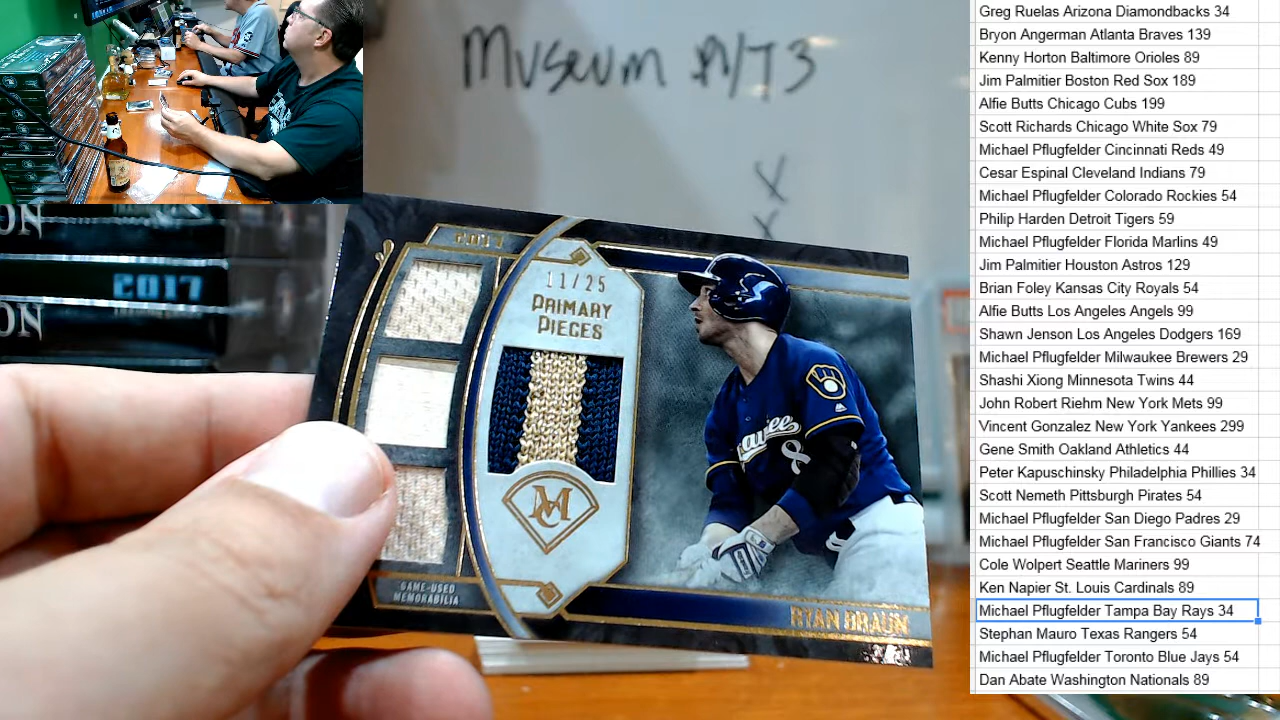 Museum PY/T3
X
X
ON
2017
ON
11/25
PRIMARY
PIECES
MC
GAME-USED
MEMORABILIA
RYAN BRAUN
Greg Ruelas Arizona Diamondbacks 34
Bryon Angerman Atlanta Braves 139
Kenny Horton Baltimore Orioles 89
Jim Palmitier Boston Red Sox 189
Alfie Butts Chicago Cubs 199
Scott Richards Chicago White Sox 79
Michael Pflugfelder Cincinnati Reds 49
Cesar Espinal Cleveland Indians 79
Michael Pflugfelder Colorado Rockies 54
Philip Harden Detroit Tigers 59
Michael Pflugfelder Florida Marlins 49
Jim Palmitier Houston Astros 129
Brian Foley Kansas City Royals 54
Alfie Butts Los Angeles Angels 99
Shawn Jenson Los Angeles Dodgers 169
Michael Pflugfelder Milwaukee Brewers 29
Shashi Xiong Minnesota Twins 44
John Robert Riehm New York Mets 99
Vincent Gonzalez New York Yankees 299
Gene Smith Oakland Athletics 44
Peter Kapuschinsky Philadelphia Phillies 34
Scott Nemeth Pittsburgh Pirates 54
Michael Pflugfelder San Diego Padres 29
Michael Pflugfelder San Francisco Giants 74
Cole Wolpert Seattle Mariners 99
Ken Napier St. Louis Cardinals 89
Michael Pflugfelder Tampa Bay Rays 34
Stephan Mauro Texas Rangers 54
Michael Pflugfelder Toronto Blue Jays 54
Dan Abate Washington Nationals 89